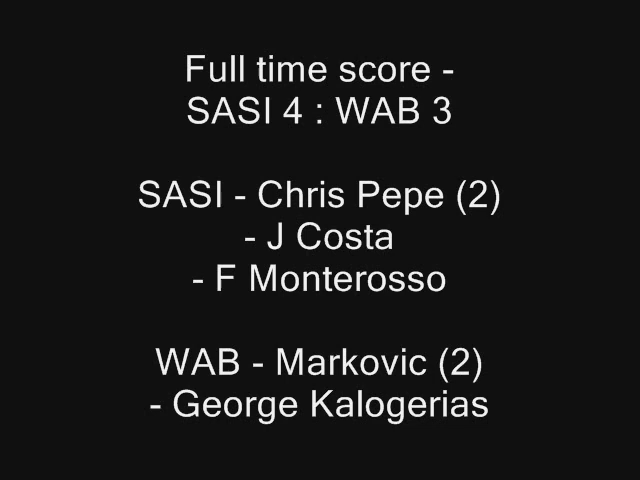 Full time score -
SASI 4 : WAB 3
SASI - Chris Pepe (2)
- J Costa
- F Monterosso
WAB - Markovic (2)
- George Kalogerias